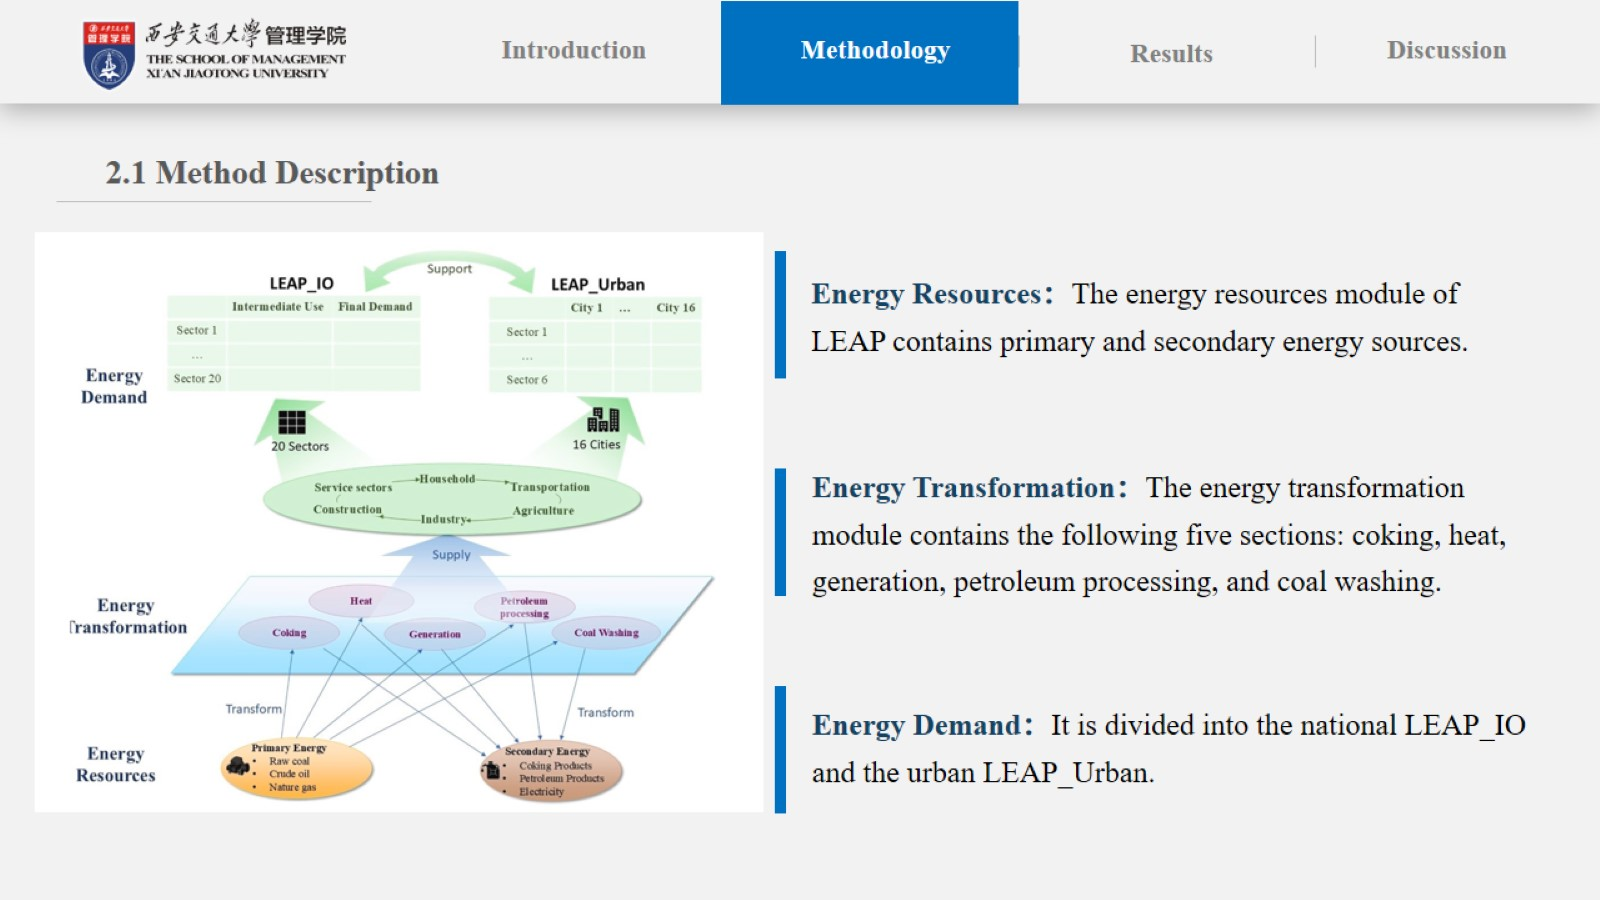 西安交通大學管理学院
THE SCHOOL OF MANAGEMENT
XI'AN JIAOTONG UNIVERSITY
管理学院
Introduction
Methodology
Results
Discussion
2.1 Method Description
Support
LEAP_IO
LEAP_Urban
Intermediate Use Final Demand
Sector 1
...
Sector 20
City 1 ... City 16
Sector 1
...
Sector 6
Energy
Demand
20 Sectors
16 Cities
Service sectors
Household
Transportation
Construction
Industry
Agriculture
Supply
Energy
Transformation
Heat
Petroleum
processing
Coking
Generation
Coal Washing
Transform
Transform
Energy
Resources
Primary Energy
• Raw coal
• Crude oil
• Nature gas
Secondary Energy
• Coking Products
• Petroleum Products
• Electricity
Energy Resources： The energy resources module of
LEAP contains primary and secondary energy sources.
Energy Transformation： The energy transformation
module contains the following five sections: coking, heat,
generation, petroleum processing, and coal washing.
Energy Demand： It is divided into the national LEAP_IO
and the urban LEAP_Urban.